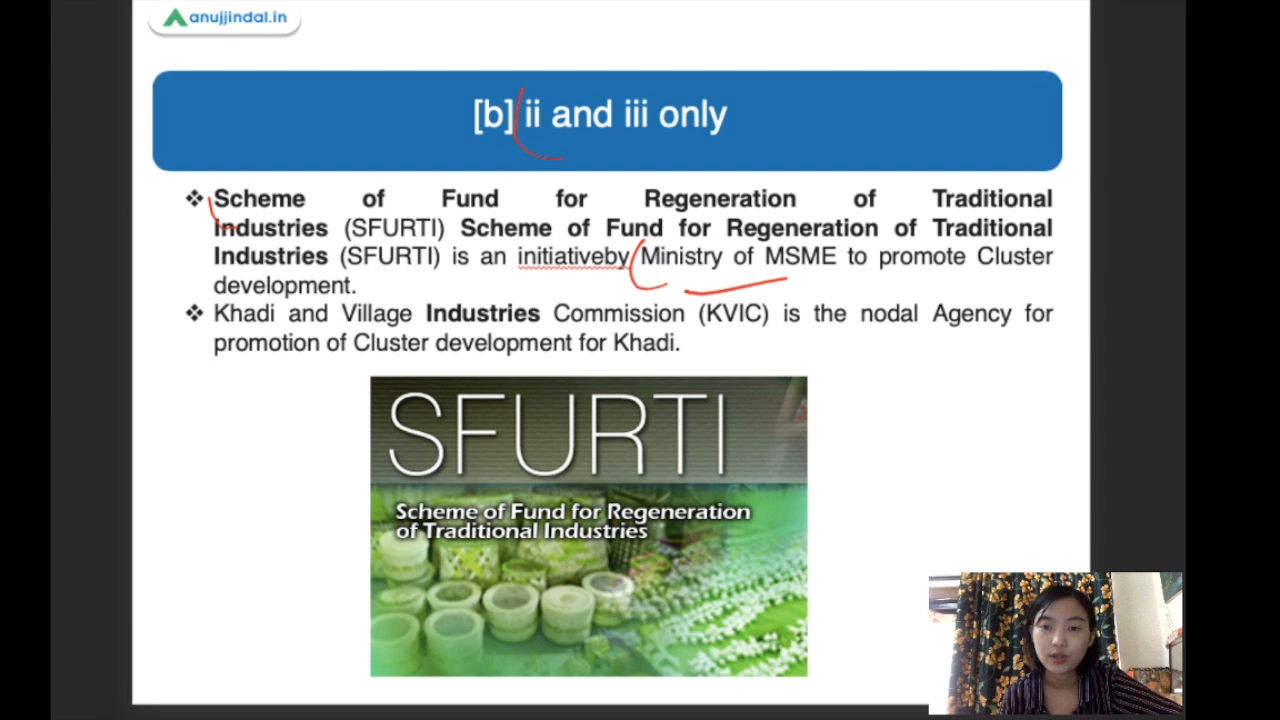 anujjindal.in
[b] ii and iii only
❖ Scheme of Fund for Regeneration of Traditional
Industries (SFURTI) Scheme of Fund for Regeneration of Traditional
Industries (SFURTI) is an initiativeby Ministry of MSME to promote Cluster
development.
❖ Khadi and Village Industries Commission (KVIC) is the nodal Agency for
promotion of Cluster development for Khadi.
SFURTI
Scheme of Fund for Regeneration
of Traditional Industries